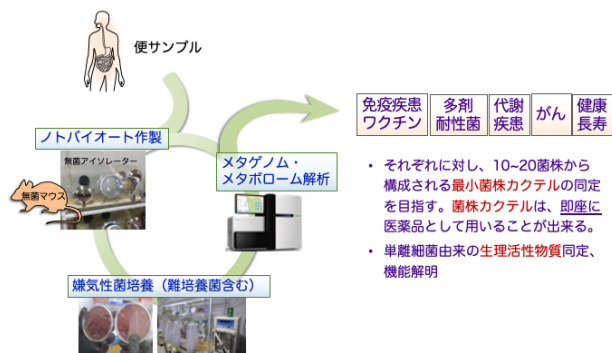 便サンプル
ノトバイオート作製
無菌アイソレーター
無菌マウス
メタゲノム・
メタボローム解析
嫌気性菌培養（難培養菌含む）
免疫疾患
ワクチン
多剤
耐性菌
代謝
疾患
がん
健康
長寿
• それぞれに対し、10~20菌株から
構成される最小菌株カクテルの同定
を目指す。菌株カクテルは、即座に
医薬品として用いることが出来る。
• 単離細菌由来の生理活性物質同定、
機能解明